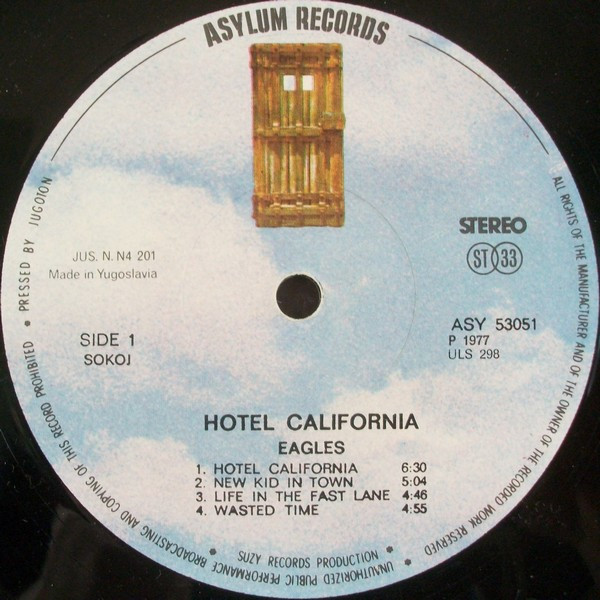 ASYLUM RECORDS
STEREO
ST 33
JUS. N. N4 201
Made in Yugoslavia
SIDE 1
SOKOJ
ASY 53051
P 1977
ULS 298
HOTEL CALIFORNIA
EAGLES
1. HOTEL CALIFORNIA 6:30
2. NEW KID IN TOWN 5:04
3. LIFE IN THE FAST LANE 4:46
4. WASTED TIME 4:55
ALL RIGHTS OF THE MANUFACTURER AND OF THE OWNER OF THE RECORDED WORK RESERVED • UNAUTHORIZED PUBLIC PERFORMANCE BROADCASTING AND COPYING OF THIS RECORD PROHIBITED • PRESSED BY JUGOTON
• SUZY RECORDS PRODUCTION •